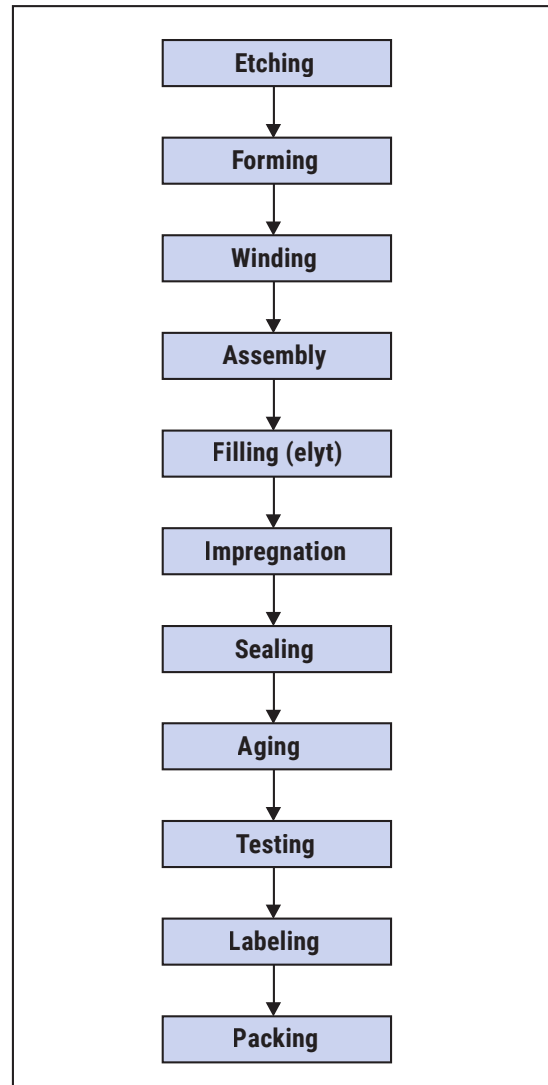 Etching
Forming
Winding
Assembly
Filling (elyt)
Impregnation
Sealing
Aging
Testing
Labeling
Packing